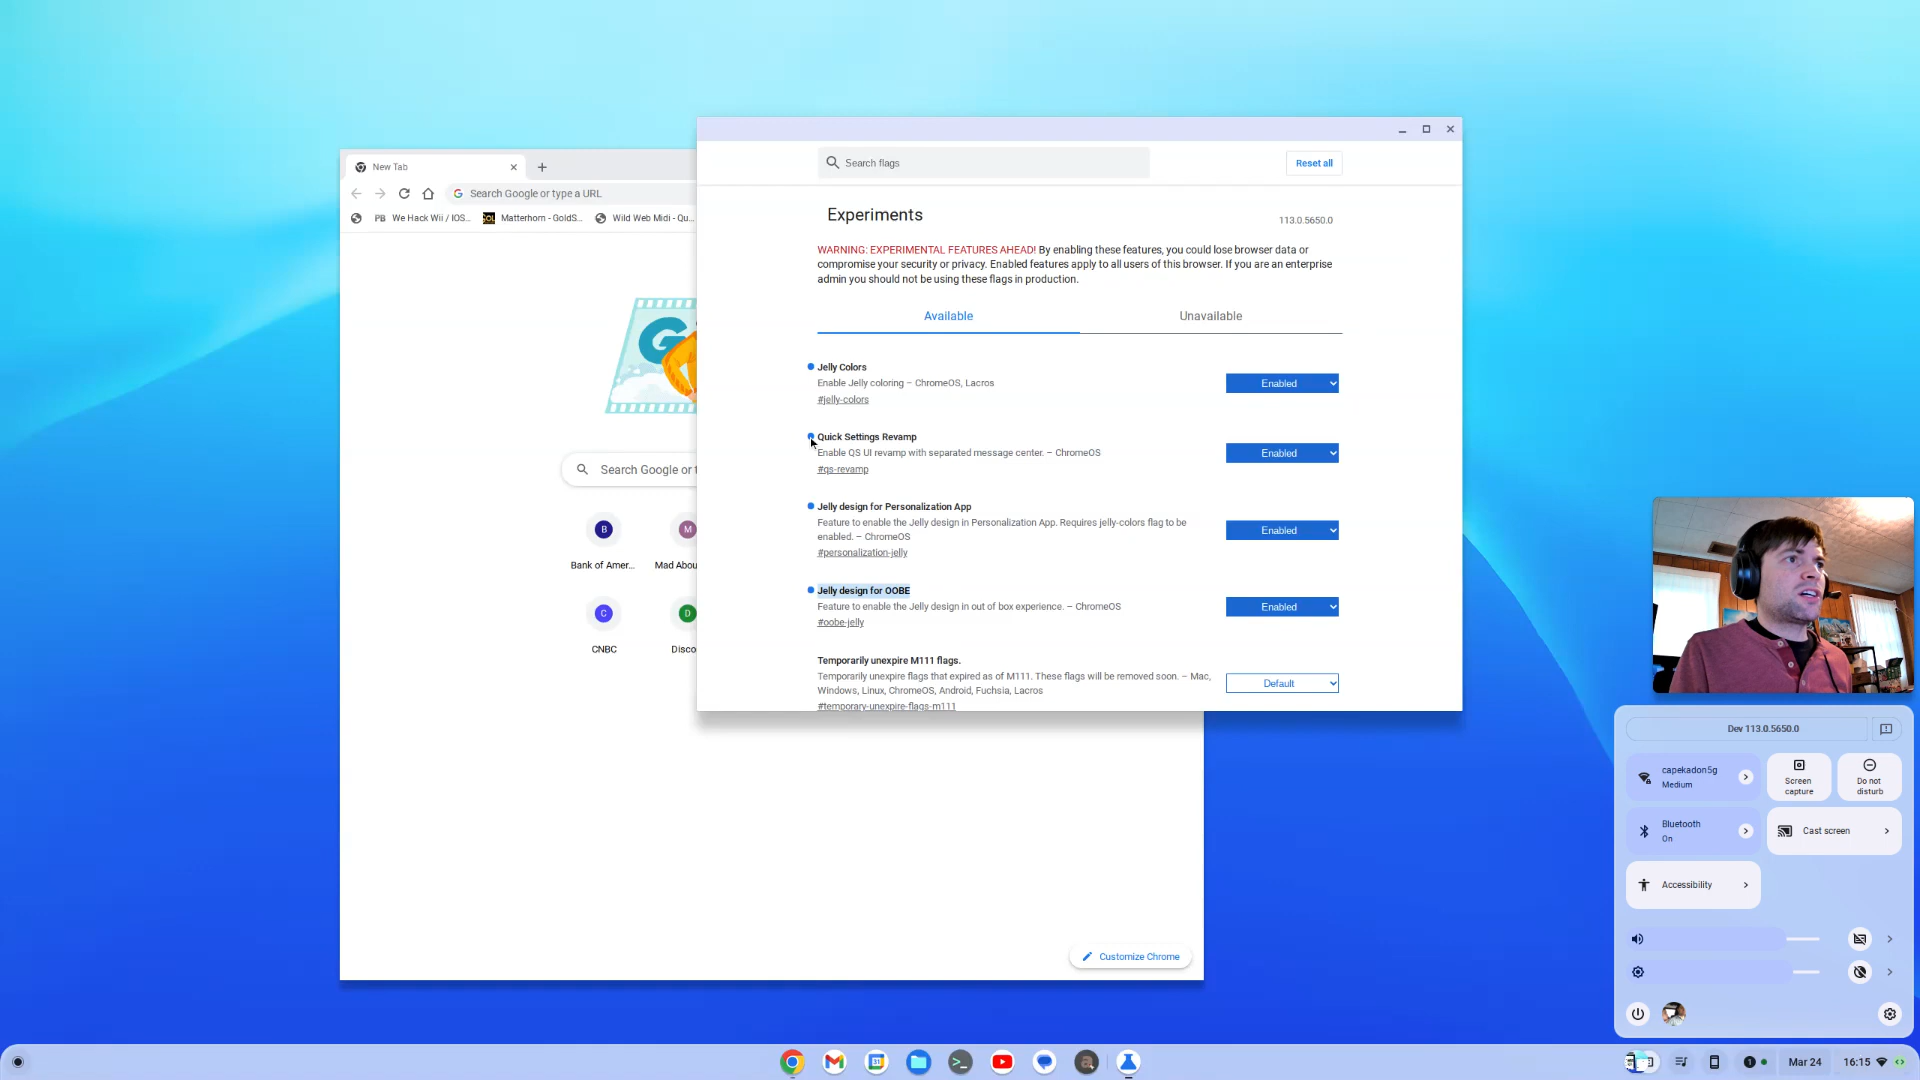 New Tab
Search Google or type a URL
PB We Hack Wii / IOS...
Matterhorn - GoldS...
Wild Web Midi - Qu...
Search Google or t
B
M
Bank of Amer...
Mad Abou
C
D
CNBC
Disco
Customize Chrome
Search flags
Reset all
Experiments
113.0.5650.0
WARNING: EXPERIMENTAL FEATURES AHEAD! By enabling these features, you could lose browser data or
compromise your security or privacy. Enabled features apply to all users of this browser. If you are an enterprise
admin you should not be using these flags in production.
Available
Unavailable
Jelly Colors
Enable Jelly coloring – ChromeOS, Lacros
#jelly-colors
Enabled
Quick Settings Revamp
Enable QS UI revamp with separated message center. – ChromeOS
#qs-revamp
Enabled
Jelly design for Personalization App
Feature to enable the Jelly design in Personalization App. Requires jelly-colors flag to be
enabled. – ChromeOS
#personalization-jelly
Enabled
Jelly design for OOBE
Feature to enable the Jelly design in out of box experience. – ChromeOS
#oobe-jelly
Enabled
Temporarily unexpire M111 flags.
Temporarily unexpire flags that expired as of M111. These flags will be removed soon. – Mac,
Windows, Linux, ChromeOS, Android, Fuchsia, Lacros
#temporary-unexpire-flags-m111
Default
Dev 113.0.5650.0
capekadon5g
Medium
Screen
capture
Do not
disturb
Bluetooth
On
Cast screen
Accessibility
31
a
1
Mar 24
16:15